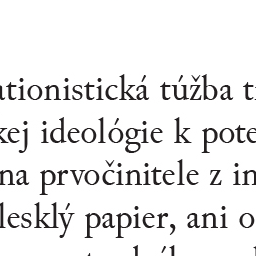 ationistická túžba t
kej ideológie k pote
na prvočinitele z in
lesklý papier, ani o